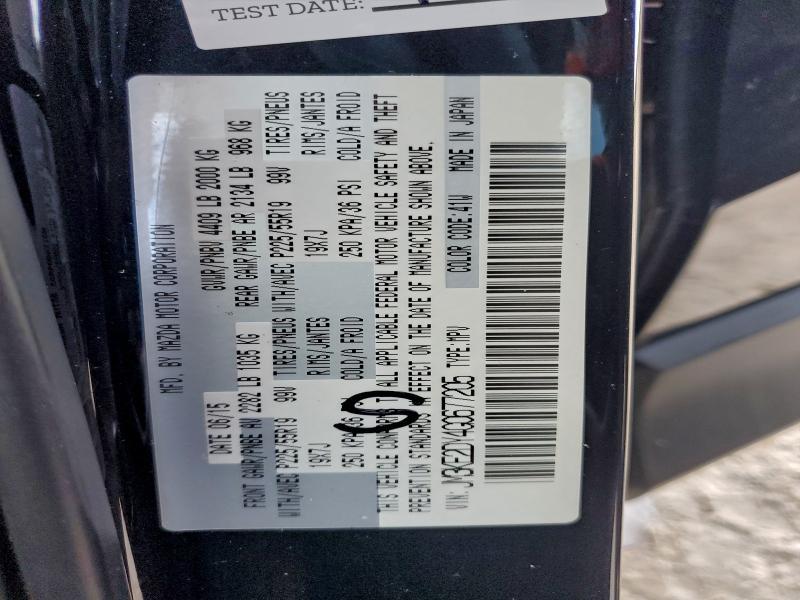 TEST DATE:
MFD. BY MAZDA MOTOR CORPORATION
DATE 06/15 GVWR/PNBV 4409 LB 2000 KG
FRONT GAWR/PNBE AV 2282 LB 1035 KG REAR GAWR/PNBE AR 2134 LB 968 KG
WITH/AVEC P225/55R19 99V TIRES/PNEUS WITH/AVEC P225/55R19 99V TIRES/PNEUS
19X7J RIMS/JANTES 19X7J RIMS/JANTES
250 KPA/36 COLD/A FROID 250 KPA/36 PSI COLD/A FROID
THIS VEHICLE CONFORMS TO ALL APPLICABLE FEDERAL MOTOR VEHICLE SAFETY AND THEFT
PREVENTION STANDARDS IN EFFECT ON THE DATE OF MANUFACTURE SHOWN ABOVE.
VIN: JM3KE2DY4G0677205 TYPE:MPV COLOR CODE:41W MADE IN JAPAN
S